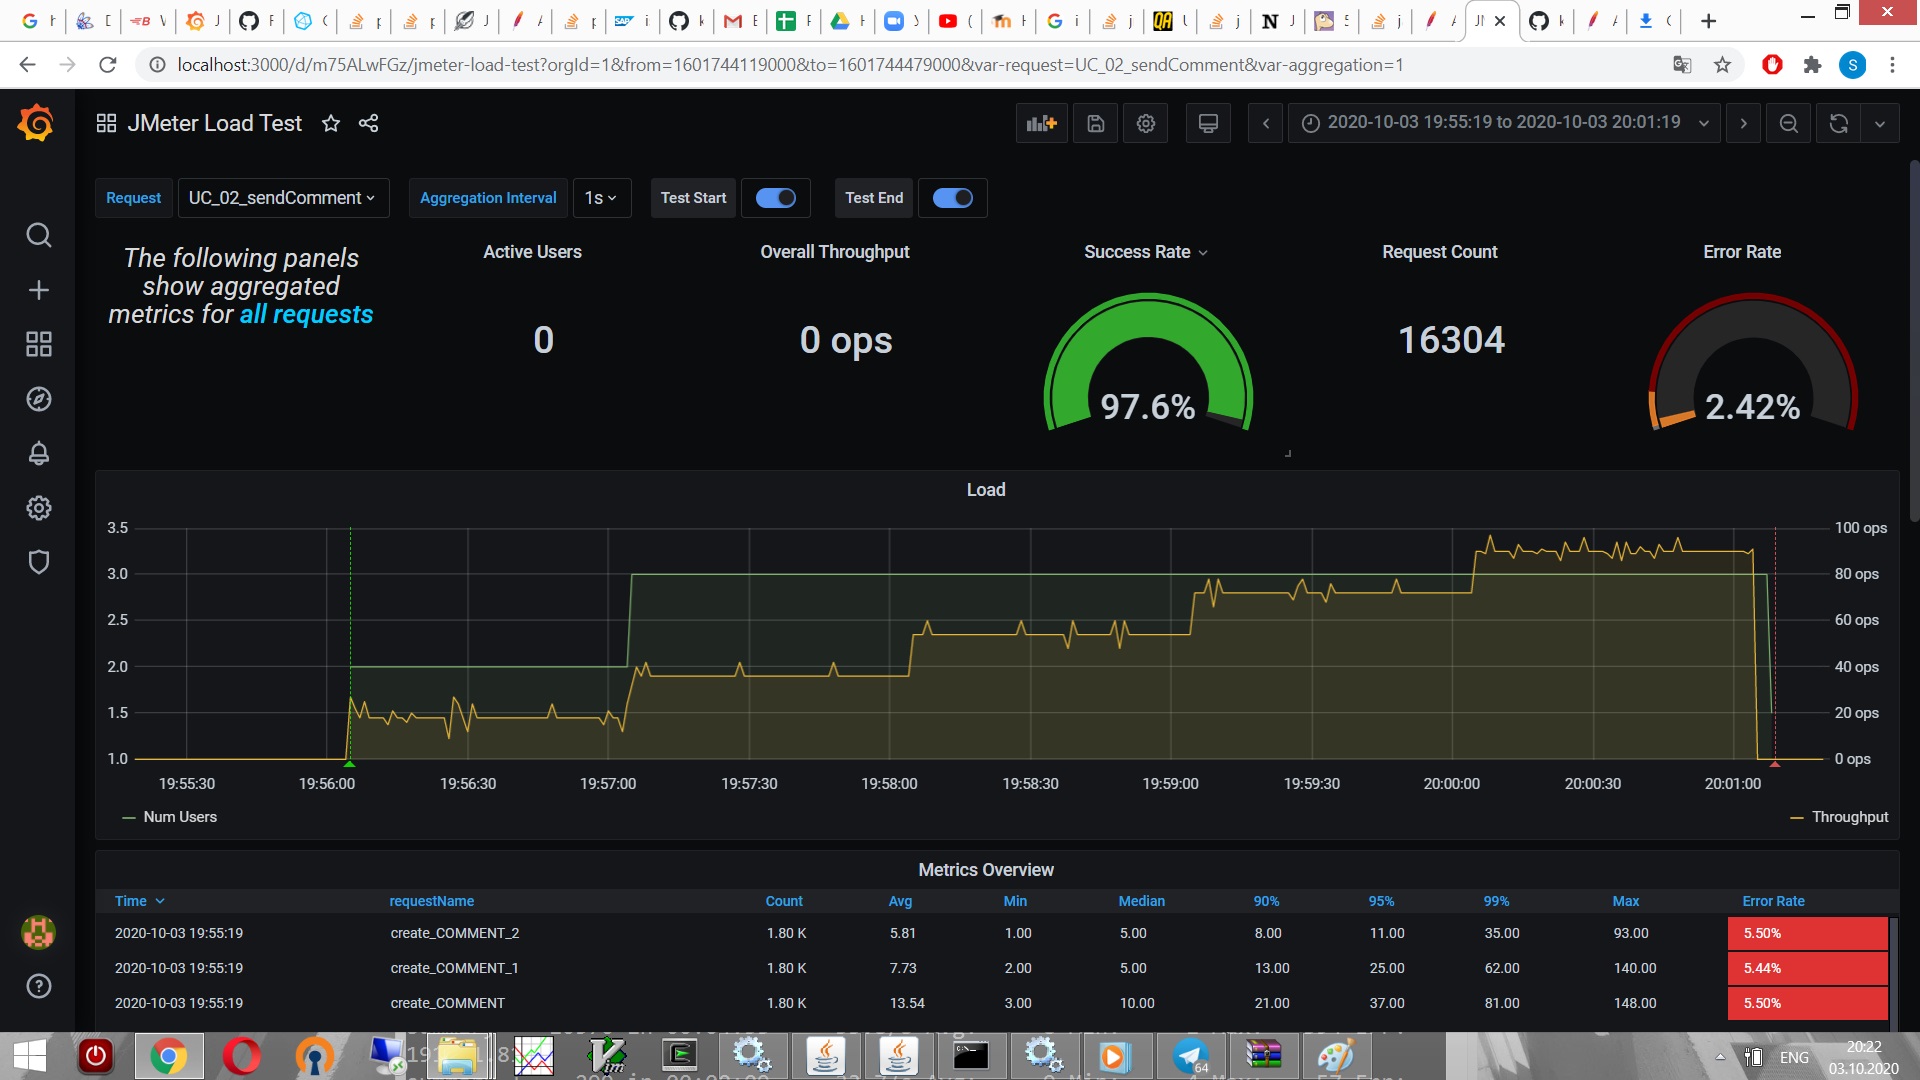 localhost:3000/d/m75ALwFGz/jmeter-load-test?orgId=1&from=1601744119000&to=1601744479000&var-request=UC_02_sendComment&var-aggregation=1
JMeter Load Test
2020-10-03 19:55:19 to 2020-10-03 20:01:19
Request UC_02_sendComment Aggregation Interval 1s Test Start Test End
The following panels
show aggregated
metrics for all requests
Active Users
0
Overall Throughput
0 ops
Success Rate
97.6%
Request Count
16304
Error Rate
2.42%
Load
3.5 100 ops
3.0 80 ops
2.5 60 ops
2.0 40 ops
1.5 20 ops
1.0 0 ops
19:55:30 19:56:00 19:56:30 19:57:00 19:57:30 19:58:00 19:58:30 19:59:00 19:59:30 20:00:00 20:00:30 20:01:00
Num Users Throughput
Metrics Overview
Time requestName Count Avg Min Median 90% 95% 99% Max Error Rate
2020-10-03 19:55:19 create_COMMENT_2 1.80 K 5.81 1.00 5.00 8.00 11.00 35.00 93.00 5.50%
2020-10-03 19:55:19 create_COMMENT_1 1.80 K 7.73 2.00 5.00 13.00 25.00 62.00 140.00 5.44%
2020-10-03 19:55:19 create_COMMENT 1.80 K 13.54 3.00 10.00 21.00 37.00 81.00 148.00 5.50%
64
ENG
20:22
03.10.2020